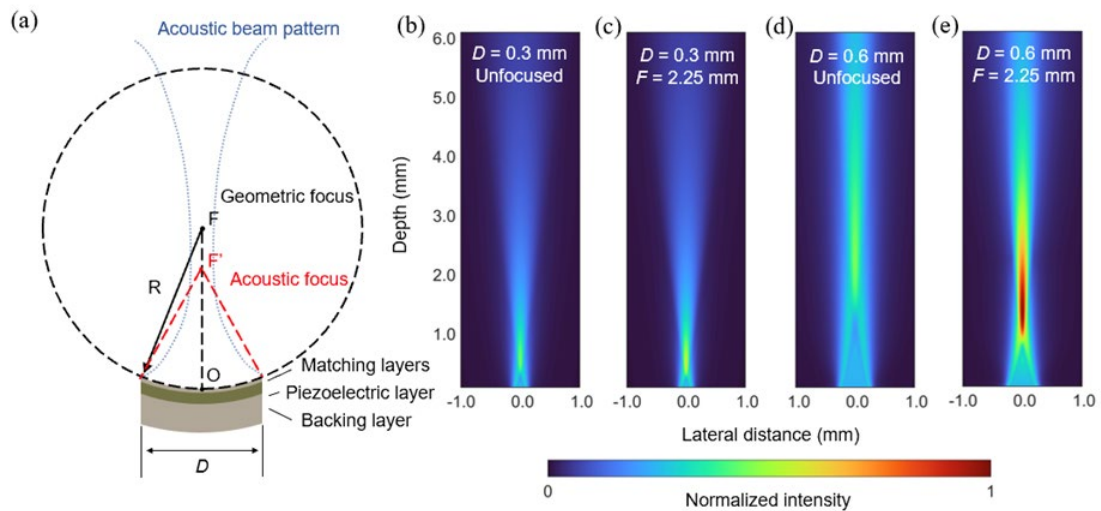 (a)
Acoustic beam pattern
Geometric focus
F
F'
Acoustic focus
R
O
Matching layers
Piezoelectric layer
Backing layer
D
(b)
(c)
(d)
(e)
D = 0.3 mm
Unfocused
D = 0.3 mm
F = 2.25 mm
D = 0.6 mm
Unfocused
D = 0.6 mm
F = 2.25 mm
Depth (mm)
6.0
5.0
4.0
3.0
2.0
1.0
-1.0 0.0 1.0
-1.0 0.0 1.0
1.0 0.0 1.0
-1.0 0.0 1.0
Lateral distance (mm)
0 1
Normalized intensity